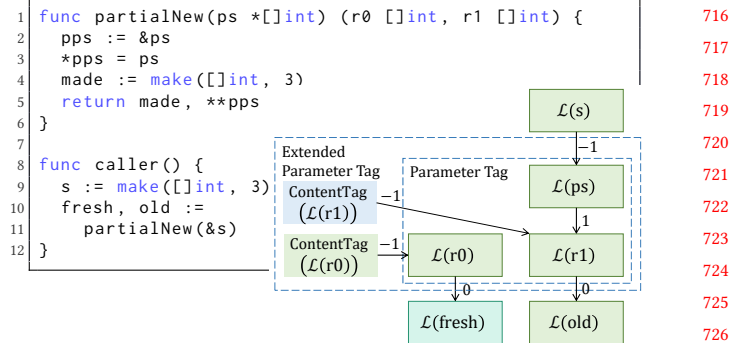 1 func partialNew(ps *[]int) (r0 []int, r1 []int) {
2 pps := &ps
3 *pps = ps
4 made := make([]int, 3)
5 return made, **pps
6 }
7
8 func caller() {
9 s := make([]int, 3)
10 fresh, old :=
11 partialNew(&s)
12 }
ℒ(s)
−1
Extended
Parameter Tag
Parameter Tag
ContentTag
(ℒ(r1))
−1
ℒ(ps)
1
ContentTag
(ℒ(r0))
−1
ℒ(r0)
ℒ(r1)
0
0
ℒ(fresh)
ℒ(old)
716
717
718
719
720
721
722
723
724
725
726